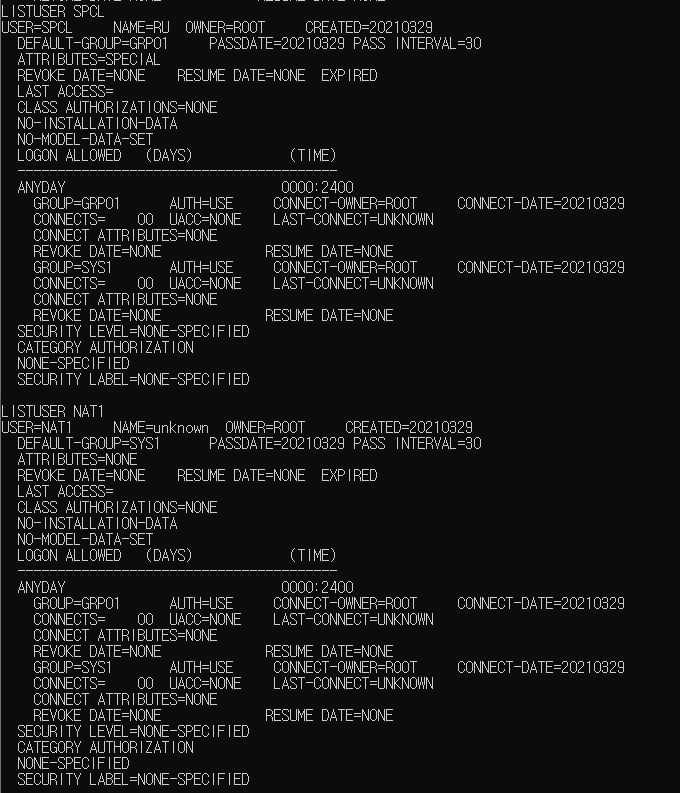 LISTUSER SPCL
USER=SPCL     NAME=RU  OWNER=ROOT     CREATED=20210329
  DEFAULT-GROUP=GRP01     PASSDATE=20210329 PASS INTERVAL=30
  ATTRIBUTES=SPECIAL
  REVOKE DATE=NONE    RESUME DATE=NONE  EXPIRED
  LAST ACCESS=
  CLASS AUTHORIZATIONS=NONE
  NO-INSTALLATION-DATA
  NO-MODEL-DATA-SET
  LOGON ALLOWED   (DAYS)            (TIME)
  ----------------------------------------
  ANYDAY                           0000:2400
    GROUP=GRP01      AUTH=USE     CONNECT-OWNER=ROOT     CONNECT-DATE=20210329
    CONNECTS=    00  UACC=NONE    LAST-CONNECT=UNKNOWN
    CONNECT ATTRIBUTES=NONE
    REVOKE DATE=NONE             RESUME DATE=NONE
    GROUP=SYS1       AUTH=USE     CONNECT-OWNER=ROOT     CONNECT-DATE=20210329
    CONNECTS=    00  UACC=NONE    LAST-CONNECT=UNKNOWN
    CONNECT ATTRIBUTES=NONE
    REVOKE DATE=NONE             RESUME DATE=NONE
  SECURITY LEVEL=NONE-SPECIFIED
  CATEGORY AUTHORIZATION
  NONE-SPECIFIED
  SECURITY LABEL=NONE-SPECIFIED
LISTUSER NAT1
USER=NAT1     NAME=unknown  OWNER=ROOT     CREATED=20210329
  DEFAULT-GROUP=SYS1      PASSDATE=20210329 PASS INTERVAL=30
  ATTRIBUTES=NONE
  REVOKE DATE=NONE    RESUME DATE=NONE  EXPIRED
  LAST ACCESS=
  CLASS AUTHORIZATIONS=NONE
  NO-INSTALLATION-DATA
  NO-MODEL-DATA-SET
  LOGON ALLOWED   (DAYS)            (TIME)
  ----------------------------------------
  ANYDAY                           0000:2400
    GROUP=GRP01      AUTH=USE     CONNECT-OWNER=ROOT     CONNECT-DATE=20210329
    CONNECTS=    00  UACC=NONE    LAST-CONNECT=UNKNOWN
    CONNECT ATTRIBUTES=NONE
    REVOKE DATE=NONE             RESUME DATE=NONE
    GROUP=SYS1       AUTH=USE     CONNECT-OWNER=ROOT     CONNECT-DATE=20210329
    CONNECTS=    00  UACC=NONE    LAST-CONNECT=UNKNOWN
    CONNECT ATTRIBUTES=NONE
    REVOKE DATE=NONE             RESUME DATE=NONE
  SECURITY LEVEL=NONE-SPECIFIED
  CATEGORY AUTHORIZATION
  NONE-SPECIFIED
  SECURITY LABEL=NONE-SPECIFIED